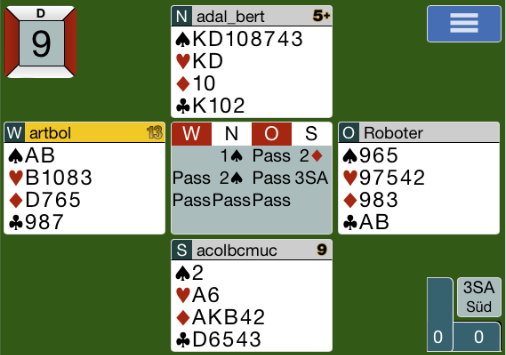 D
9
N adal_bert 5+
♠KD108743
♥KD
♦10
♣K102
W artbol 13
♠AB
♥B1083
♦D765
♣987
W N O S
1♠ Pass 2♦
Pass 2♠ Pass 3SA
Pass Pass Pass
O Roboter
♠965
♥97542
♦983
♣AB
S acolbcmuc 9
♠2
♥A6
♦AKB42
♣D6543
3SA
Süd
0 0